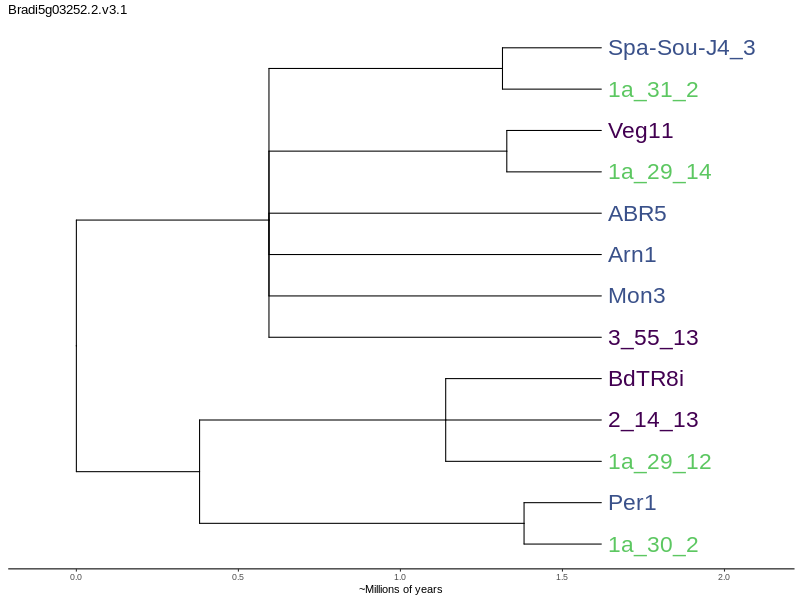 Bradi5g03252.2.v3.1
Spa-Sou-J4_3
1a_31_2
Veg11
1a_29_14
ABR5
Arn1
Mon3
3_55_13
BdTR8i
2_14_13
1a_29_12
Per1
1a_30_2
0.0 0.5 1.0 1.5 2.0
~Millions of years